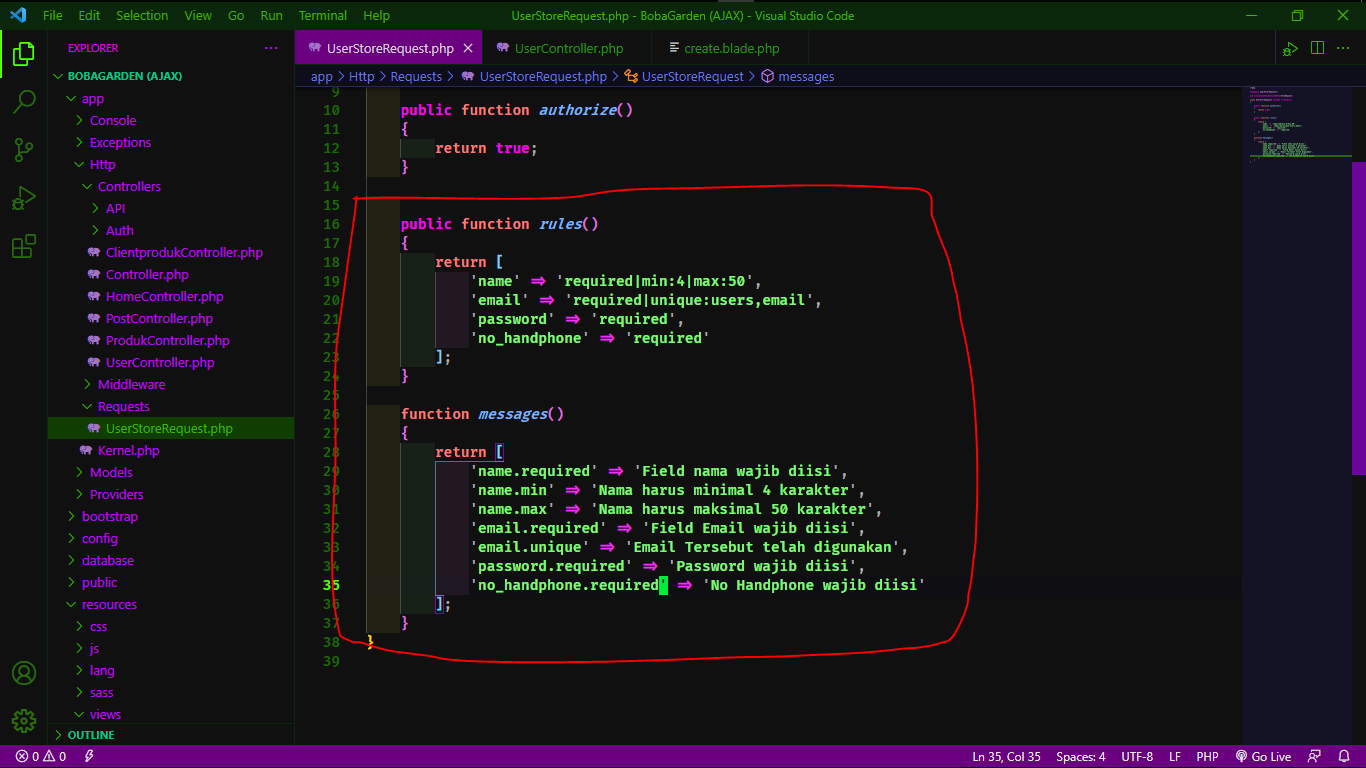 File Edit Selection View Go Run Terminal Help UserStoreRequest.php - BobaGarden (AJAX) - Visual Studio Code
EXPLORER
BOBAGARDEN (AJAX)
app
Console
Exceptions
Http
Controllers
API
Auth
ClientprodukController.php
Controller.php
HomeController.php
PostController.php
ProdukController.php
UserController.php
Middleware
Requests
UserStoreRequest.php
Kernel.php
Models
Providers
bootstrap
config
database
public
resources
css
js
lang
sass
views
OUTLINE
UserStoreRequest.php UserController.php create.blade.php
app > Http > Requests > UserStoreRequest.php > UserStoreRequest > messages
9
10 public function authorize()
11 {
12 return true;
13 }
14
15
16 public function rules()
17 {
18 return [
19 'name' => 'required|min:4|max:50',
20 'email' => 'required|unique:users,email',
21 'password' => 'required',
22 'no_handphone' => 'required'
23 ];
24 }
25
26 function messages()
27 {
28 return [
29 'name.required' => 'Field nama wajib diisi',
30 'name.min' => 'Nama harus minimal 4 karakter',
31 'name.max' => 'Nama harus maksimal 50 karakter',
32 'email.required' => 'Field Email wajib diisi',
33 'email.unique' => 'Email Tersebut telah digunakan',
34 'password.required' => 'Password wajib diisi',
35 'no_handphone.required' => 'No Handphone wajib diisi'
36 ];
37 }
38 }
39
0 0 Ln 35, Col 35 Spaces: 4 UTF-8 LF PHP Go Live